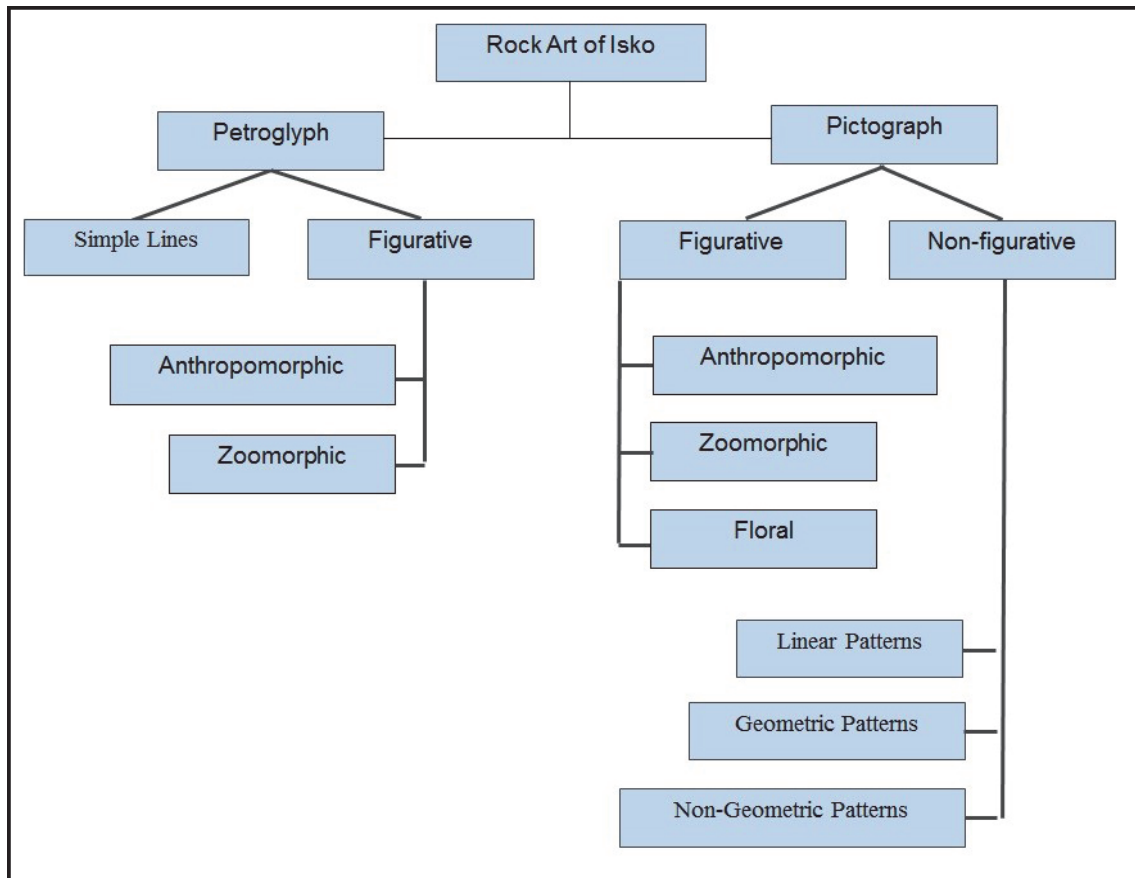 Rock Art of Isko
Petroglyph
Pictograph
Simple Lines
Figurative
Figurative
Non-figurative
Anthropomorphic
Anthropomorphic
Zoomorphic
Zoomorphic
Floral
Linear Patterns
Geometric Patterns
Non-Geometric Patterns